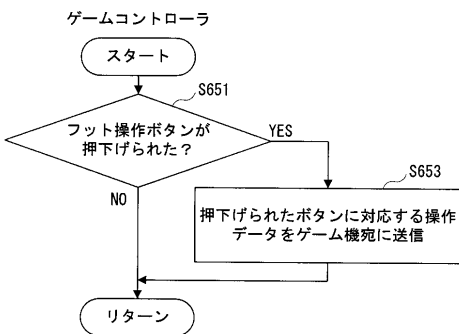 ゲームコントローラ
スタート
S651
フット操作ボタンが
押下げられた？
YES
NO
S653
押下げられたボタンに対応する操作
データをゲーム機宛に送信
リターン